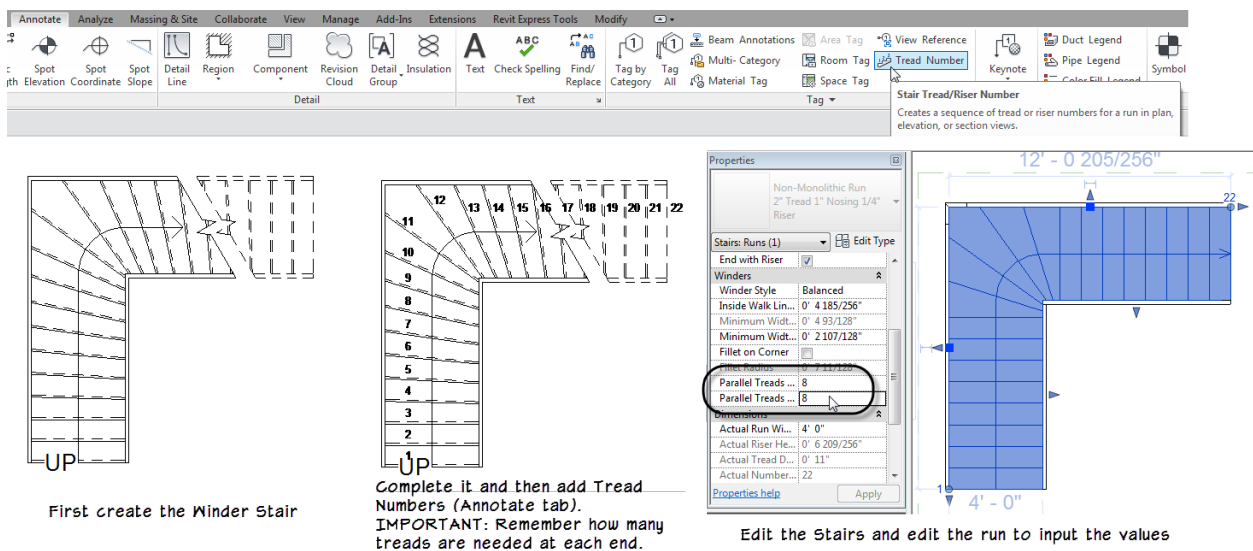 Annotate Analyze Massing & Site Collaborate View Manage Add-Ins Extensions Revit Express Tools Modify
Spot Elevation
Spot Coordinate
Spot Slope
Detail Line
Region
Component
Revision Cloud
Detail Group
Insulation
A
Text
ABC
Check Spelling
Find/ Replace
1
Tag by Category
1
Tag All
Beam Annotations
Multi- Category
Material Tag
Area Tag
Room Tag
Space Tag
View Reference
Tread Number
Keynote
Duct Legend
Pipe Legend
Color Fill Legend
Symbol
Detail
Text
Tag
Stair Tread/Riser Number
Creates a sequence of tread or riser numbers for a run in plan,
elevation, or section views.
UP
First create the Winder Stair
12 13 14 15 16 17 18 19 20 21 22
11
10
9
8
7
6
5
4
3
2
1
UP
Complete it and then add Tread
Numbers (Annotate tab).
IMPORTANT: Remember how many
treads are needed at each end.
Properties
Non-Monolithic Run
2" Tread 1" Nosing 1/4"
Riser
Stairs: Runs (1) Edit Type
End with Riser
Winders
Winder Style Balanced
Inside Walk Lin... 0' 4 185/256"
Minimum Widt... 0' 4 93/128"
Minimum Widt... 0' 2 107/128"
Fillet on Corner
Fillet Radius 0' 7 11/128"
Parallel Treads ... 8
Parallel Treads ... 8
Dimensions
Actual Run Wi... 4' 0"
Actual Riser He... 0' 6 209/256"
Actual Tread D... 0' 11"
Actual Number... 22
Properties help Apply
12' - 0 205/256"
22
1
4' - 0"
Edit the Stairs and edit the run to input the values